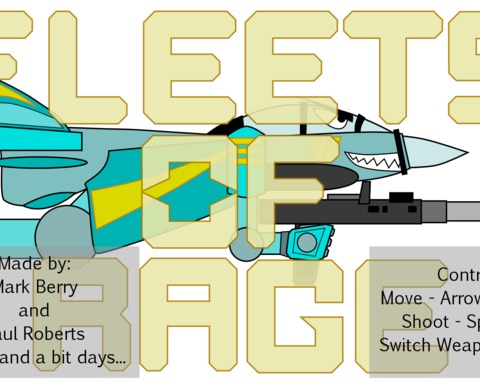 FLEETS
OF
RAGE
Made by:
Mark Berry
and
aul Roberts
and a bit days...
Contr
Move - Arrow
Shoot - Sp
Switch Weap